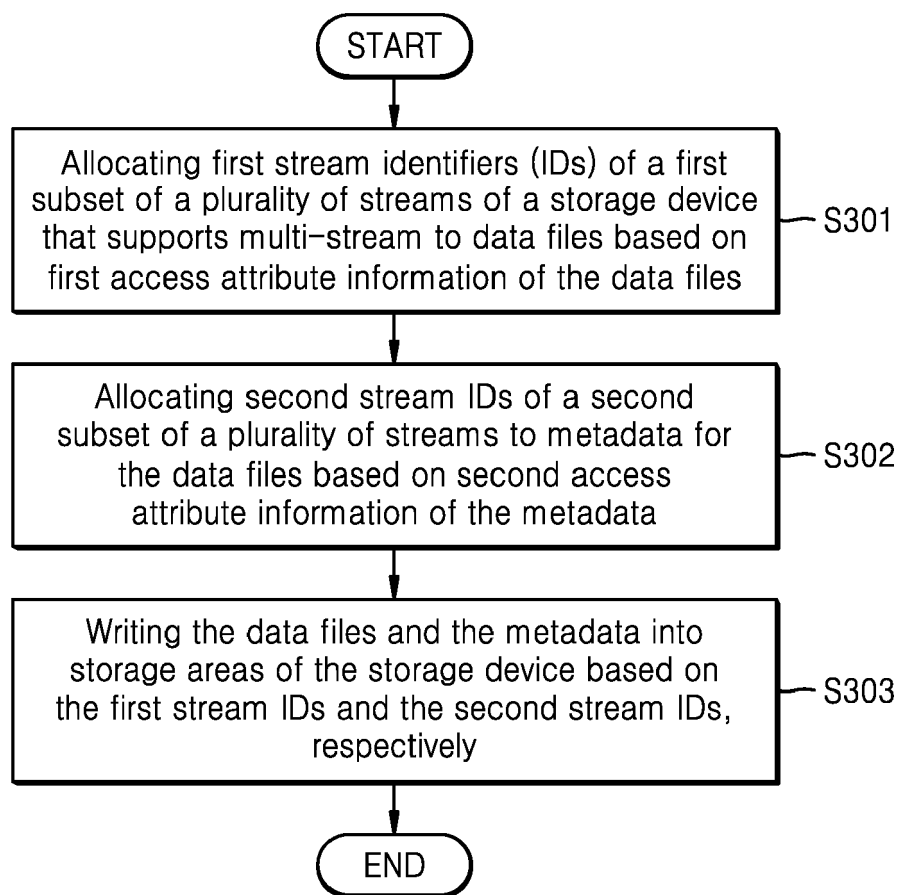 START
Allocating first stream identifiers (IDs) of a first
subset of a plurality of streams of a storage device
that supports multi-stream to data files based on
first access attribute information of the data files
S301
Allocating second stream IDs of a second
subset of a plurality of streams to metadata for
the data files based on second access
attribute information of the metadata
S302
Writing the data files and the metadata into
storage areas of the storage device based on
the first stream IDs and the second stream IDs,
respectively
S303
END